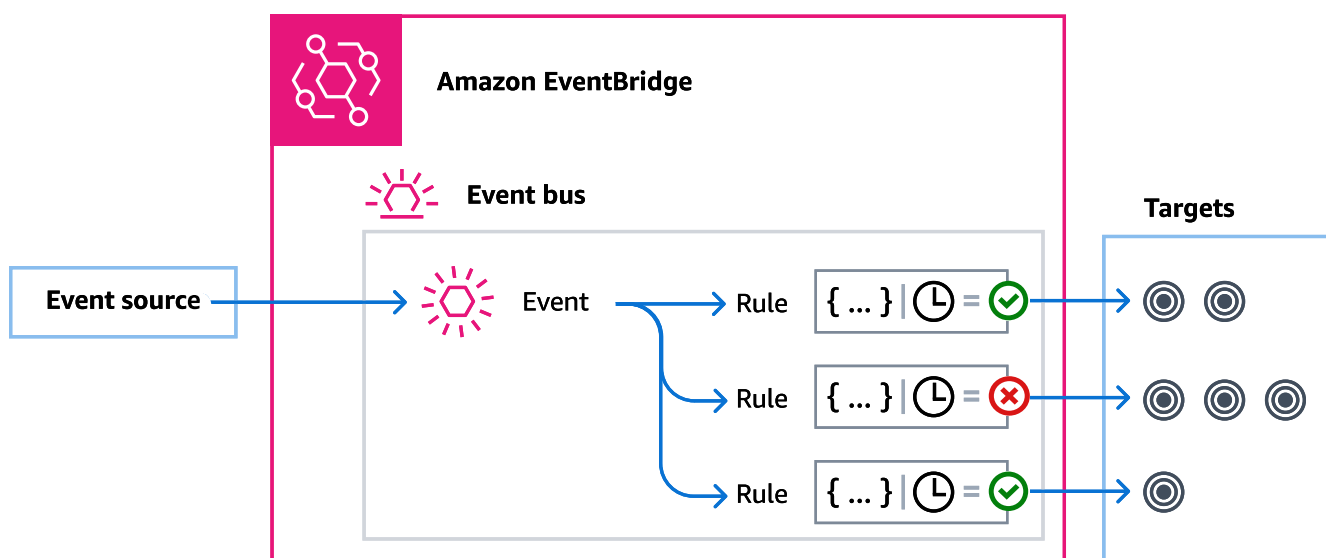 Amazon EventBridge
Event bus
Targets
Event source
Event
Rule { ... } | =
Rule { ... } | =
Rule { ... } | =